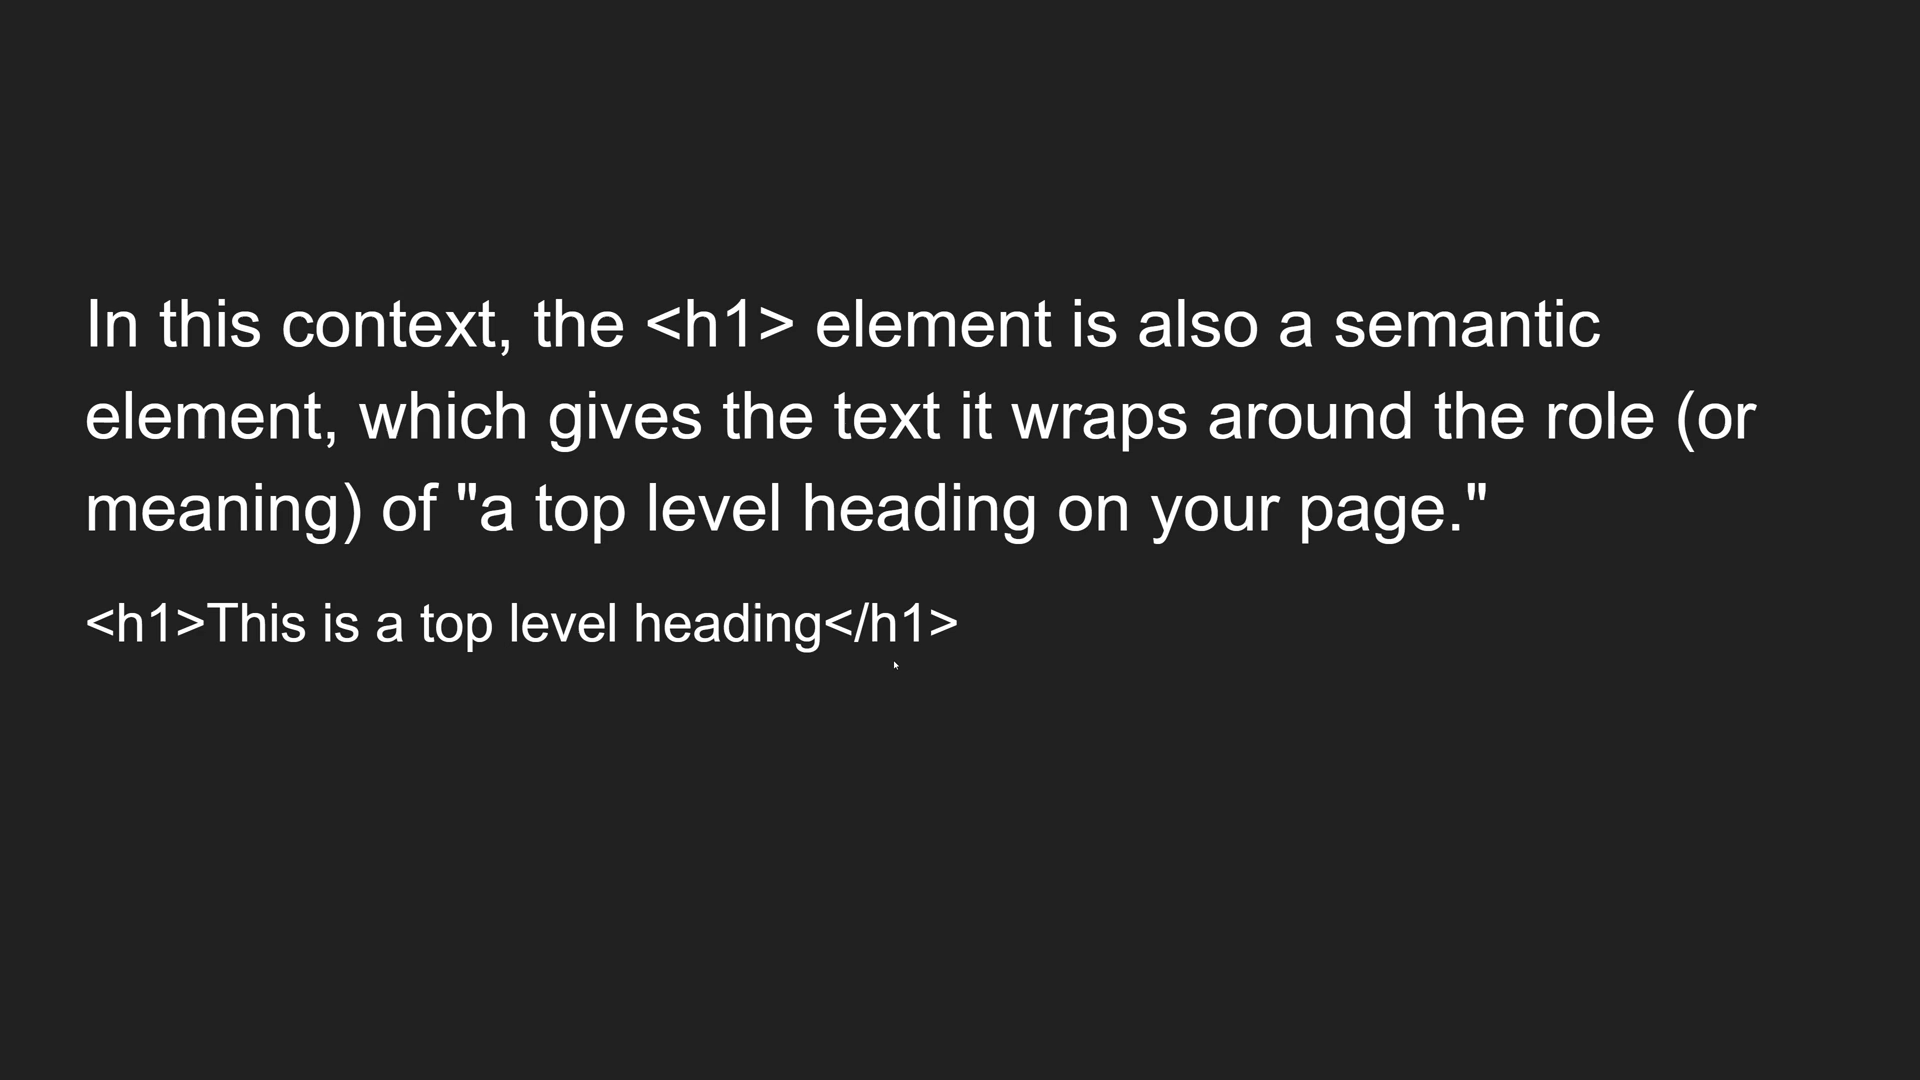 In this context, the <h1> element is also a semantic
element, which gives the text it wraps around the role (or
meaning) of "a top level heading on your page."
<h1>This is a top level heading</h1>